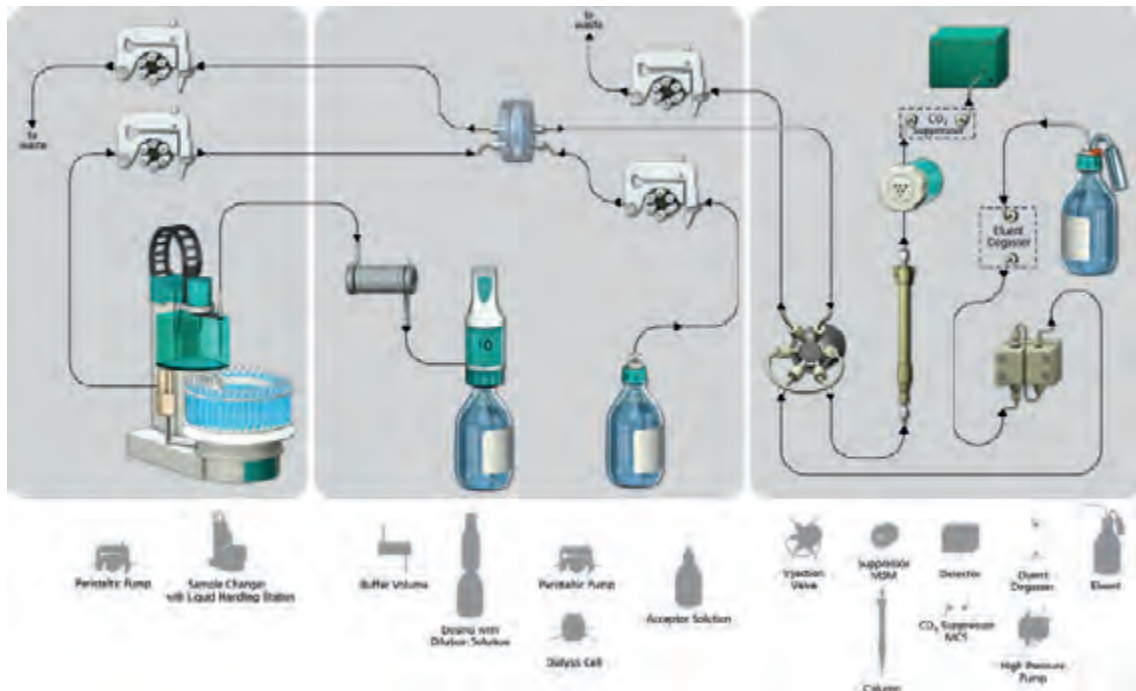 to
waste
to
waste
CO2
Suppressor
Eluent
Degasser
10
Peristaltic Pump
Sample Changer
with Liquid Handling Station
Buffer Volume
Dosino with
Dilution Solution
Peristaltic Pump
Dialysis Cell
Acceptor Solution
Injection
Valve
Suppressor
MSM
Column
Detector
CO2 Suppressor
MCS
Eluent
Degasser
High Pressure
Pump
Eluent